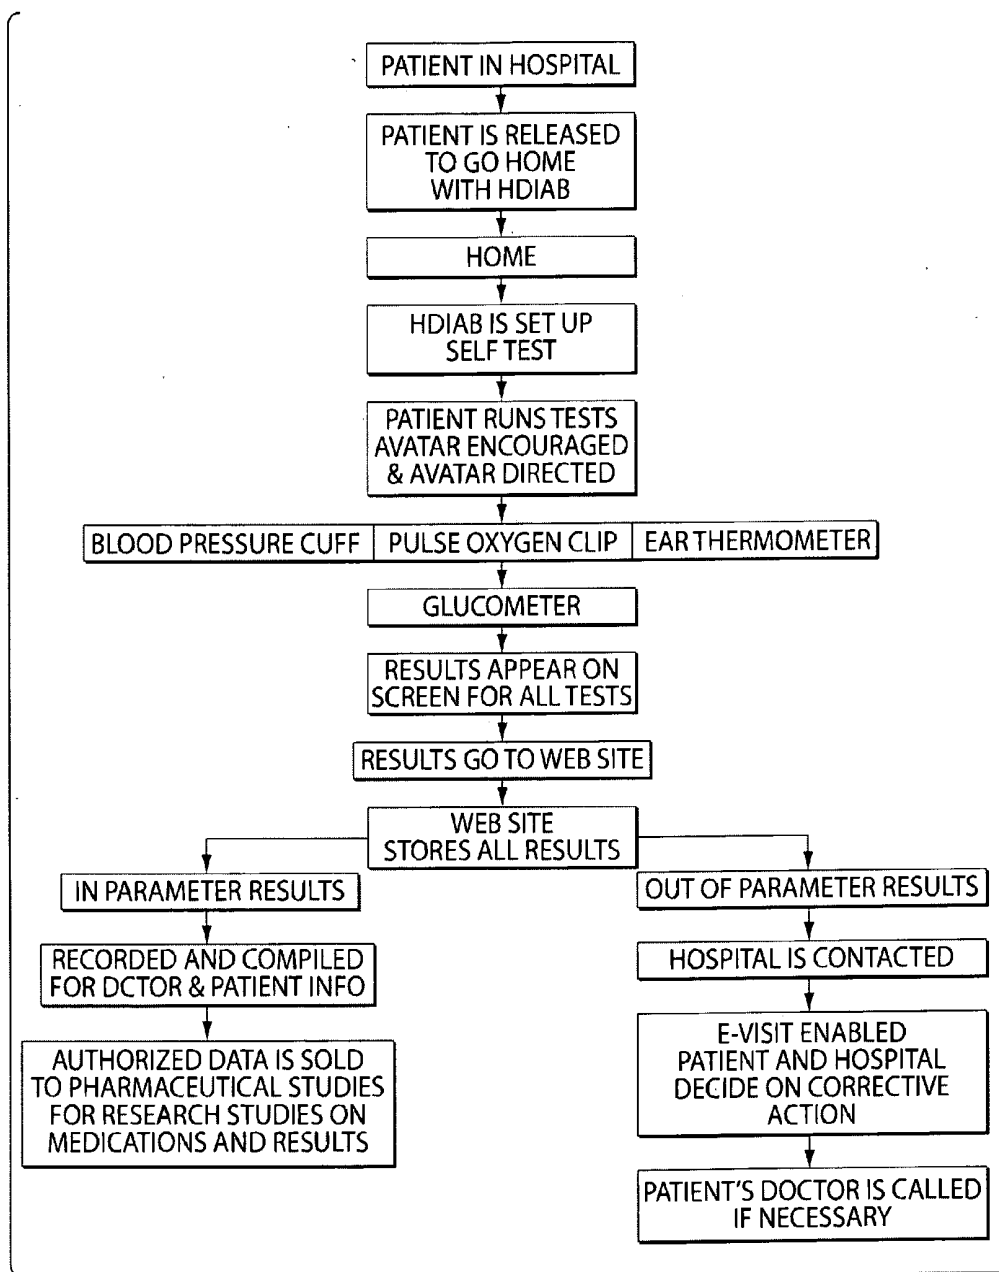 PATIENT IN HOSPITAL
PATIENT IS RELEASED
TO GO HOME
WITH HDIAB
HOME
HDIAB IS SET UP
SELF TEST
PATIENT RUNS TESTS
AVATAR ENCOURAGED
& AVATAR DIRECTED
BLOOD PRESSURE CUFF
PULSE OXYGEN CLIP
EAR THERMOMETER
GLUCOMETER
RESULTS APPEAR ON
SCREEN FOR ALL TESTS
RESULTS GO TO WEB SITE
WEB SITE
STORES ALL RESULTS
IN PARAMETER RESULTS
RECORDED AND COMPILED
FOR DCTOR & PATIENT INFO
AUTHORIZED DATA IS SOLD
TO PHARMACEUTICAL STUDIES
FOR RESEARCH STUDIES ON
MEDICATIONS AND RESULTS
OUT OF PARAMETER RESULTS
HOSPITAL IS CONTACTED
E-VISIT ENABLED
PATIENT AND HOSPITAL
DECIDE ON CORRECTIVE
ACTION
PATIENT'S DOCTOR IS CALLED
IF NECESSARY